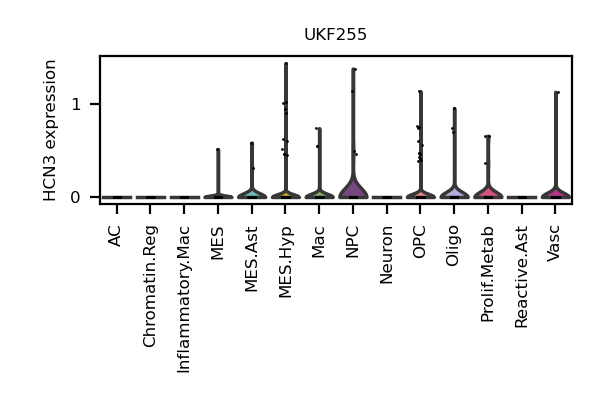 UKF255
HCN3 expression
1
0
AC
Chromatin.Reg
Inflammatory.Mac
MES
MES.Ast
MES.Hyp
Mac
NPC
Neuron
OPC
Oligo
Prolif.Metab
Reactive.Ast
Vasc